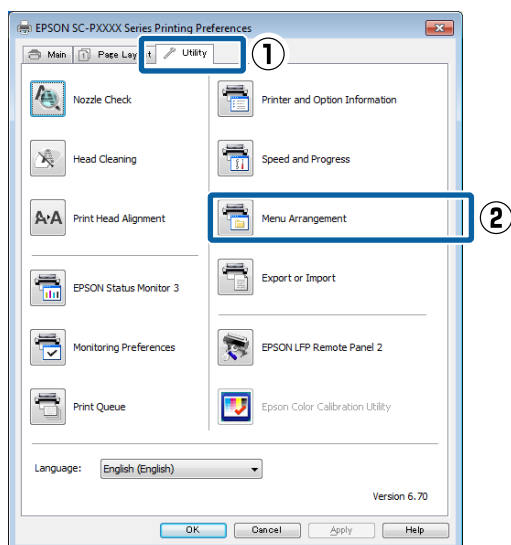 EPSON SC-PXXXX Series Printing Preferences
Main Page Lay t Utility ①
Nozzle Check Printer and Option Information
Head Cleaning Speed and Progress
A·A Print Head Alignment Menu Arrangement ②
EPSON Status Monitor 3 Export or Import
Monitoring Preferences EPSON LFP Remote Panel 2
Print Queue Epson Color Calibration Utility
Language: English (English)
Version 6.70
OK Cancel Apply Help